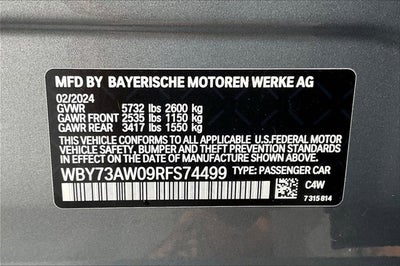 MFD BY BAYERISCHE MOTOREN WERKE AG
02/2024
GVWR 5732 lbs 2600 kg
GAWR FRONT 2535 lbs 1150 kg
GAWR REAR 3417 lbs 1550 kg
THIS VEHICLE CONFORMS TO ALL APPLICABLE U.S.FEDERAL MOTOR
VEHICLE SAFETY, BUMPER, AND THEFT PREVENTION STANDARDS
IN EFFECT ON THE DATE OF MANUFACTURE SHOWN ABOVE.
WBY73AW09RFS74499 TYPE: PASSENGER CAR
C4W
7 315 814